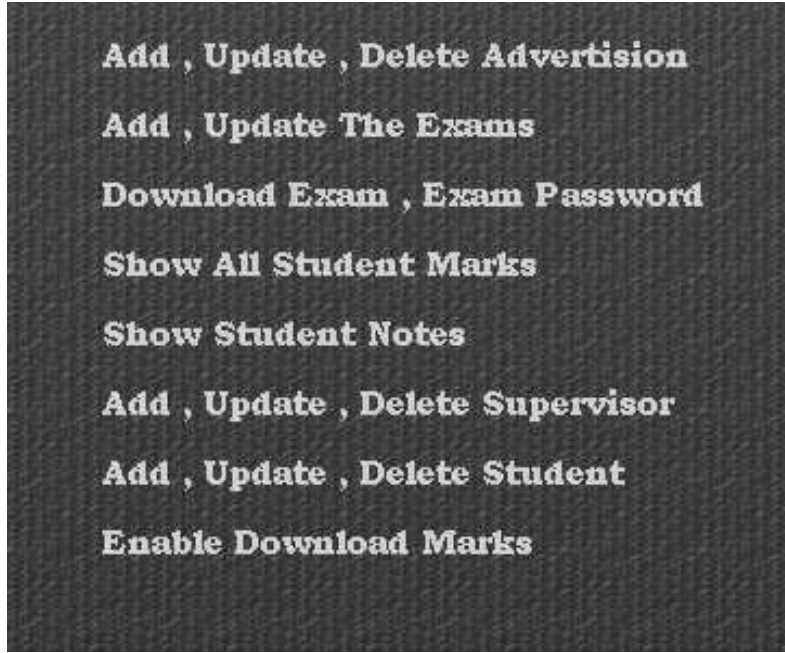 Add , Update , Delete Advertision
Add , Update The Exams
Download Exam , Exam Password
Show All Student Marks
Show Student Notes
Add , Update , Delete Supervisor
Add , Update , Delete Student
Enable Download Marks